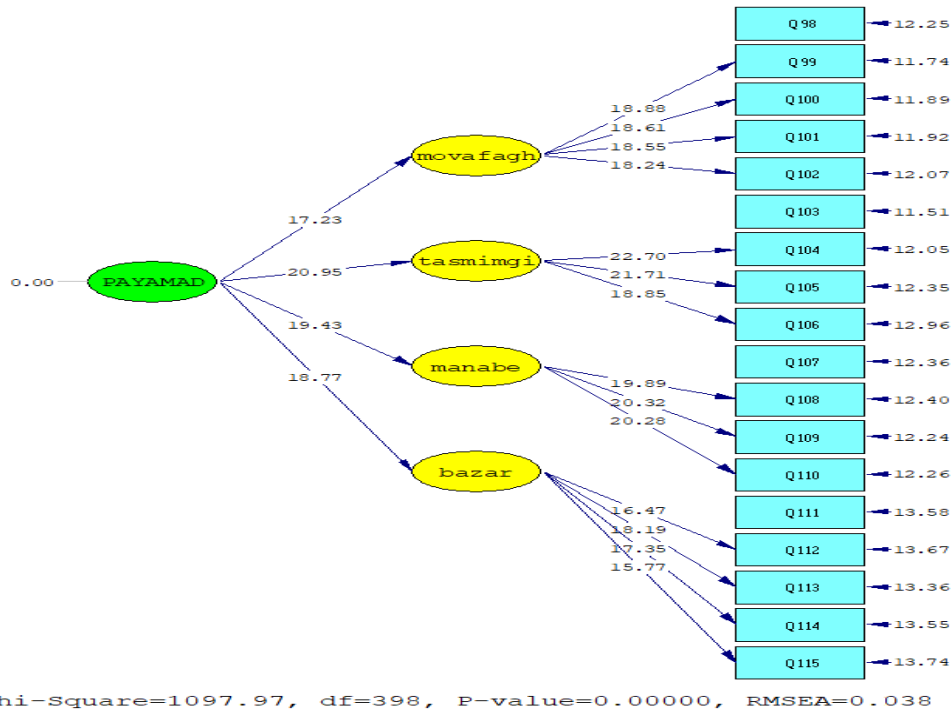 Q98 12.25
Q99 11.74
18.88
Q100 11.89
18.61
18.55
Q101 11.92
movafagh
18.24
Q102 12.07
Q103 11.51
17.23
22.70
Q104 12.05
tasmimgi
20.95
21.71
Q105 12.35
0.00 PAYAMAD
18.85
Q106 12.96
19.43
Q107 12.36
manabe
18.77
19.89
Q108 12.40
20.32
20.28
Q109 12.24
bazar
Q110 12.26
16.47
Q111 13.58
18.19
17.35
Q112 13.67
15.77
Q113 13.36
Q114 13.55
Q115 13.74
hi-Square=1097.97, df=398, P-value=0.00000, RMSEA=0.038